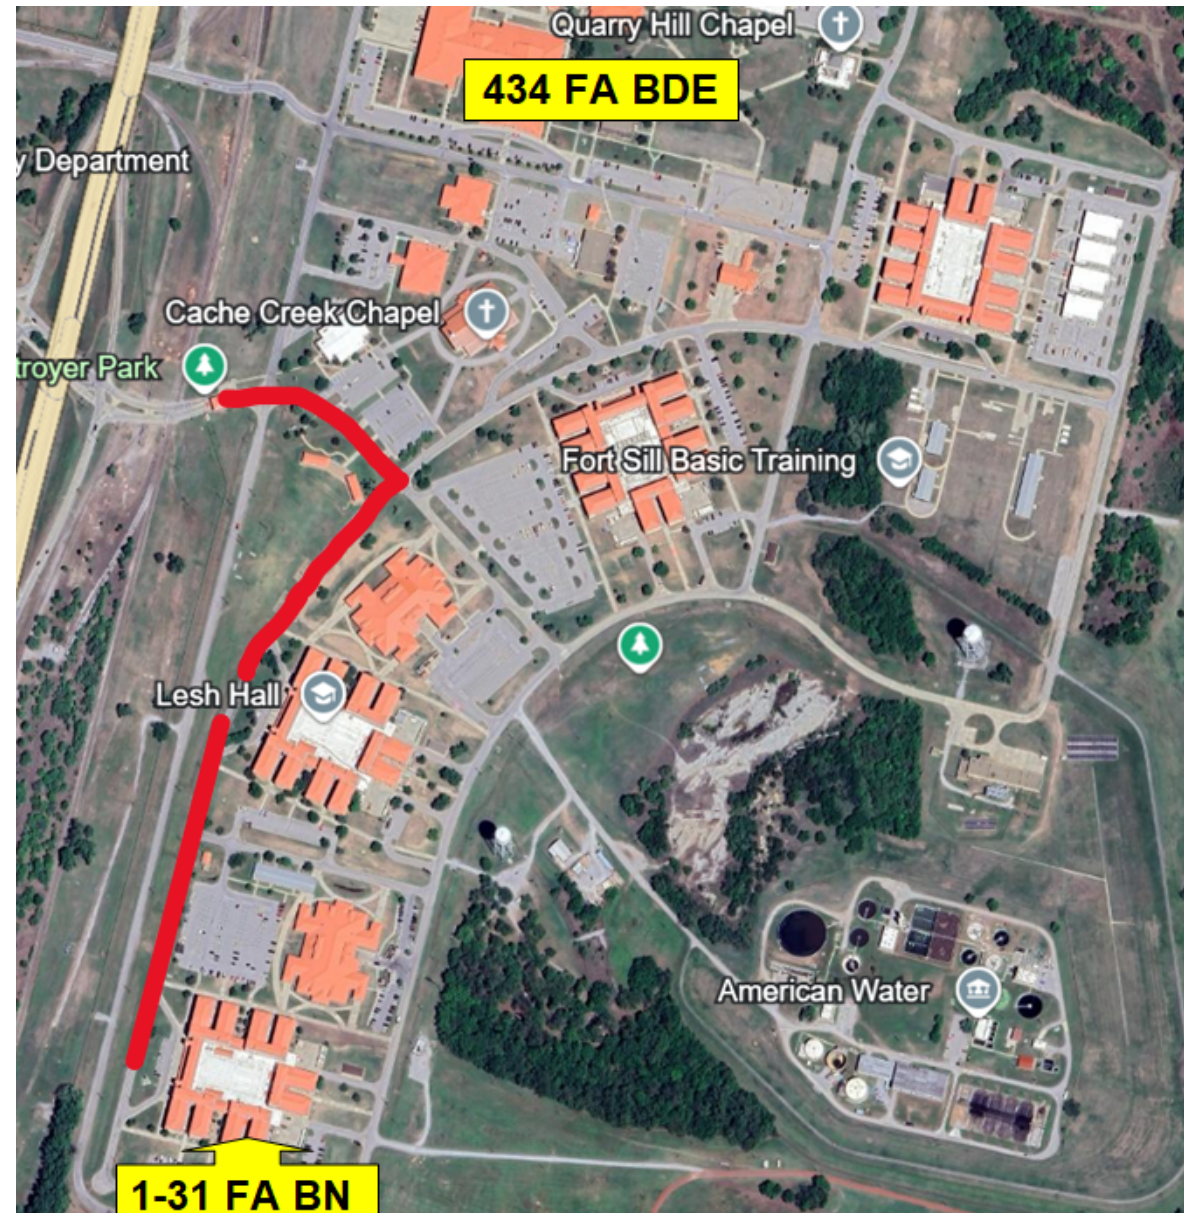 Quarry Hill Chapel
434 FA BDE
y Department
Cache Creek Chapel
troyer Park
Fort Sill Basic Training
Lesh Hall
American Water
1-31 FA BN